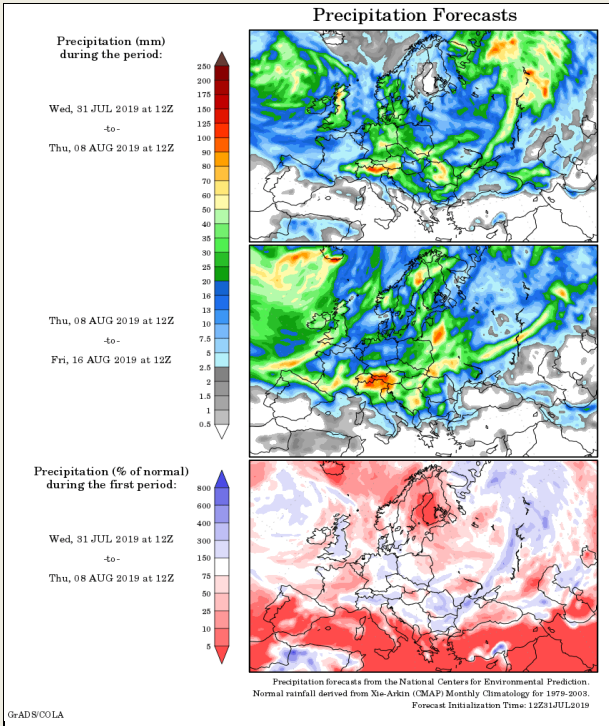 Precipitation Forecasts
Precipitation (mm)
during the period:
Wed, 31 JUL 2019 at 12Z
-to-
Thu, 08 AUG 2019 at 12Z
250
200
175
150
125
100
90
80
70
60
50
40
35
30
25
20
16
13
10
7.5
5
2.5
2
1.5
1
0.5
Thu, 08 AUG 2019 at 12Z
-to-
Fri, 16 AUG 2019 at 12Z
Precipitation (% of normal)
during the first period:
Wed, 31 JUL 2019 at 12Z
-to-
Thu, 08 AUG 2019 at 12Z
800
600
400
300
150
75
50
25
10
5
Precipitation forecasts from the National Centers for Environmental Prediction.
Normal rainfall derived from Xie-Arkin (CMAP) Monthly Climatology for 1979-2003.
Forecast Initialization Time: 12Z31JUL2019
GrADS/COLA